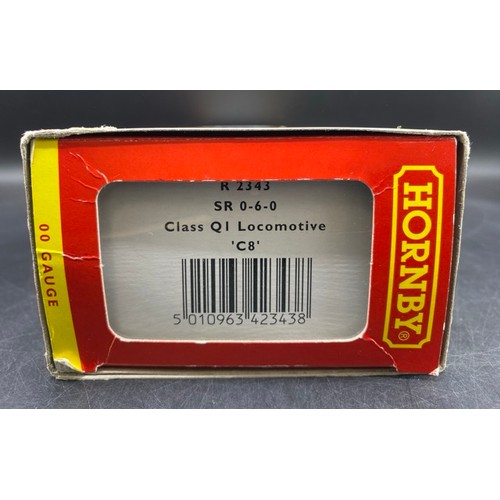 00 GAUGE
R 2343
SR 0-6-0
Class Q1 Locomotive
'C8'
5 010963 423438
HORNBY®